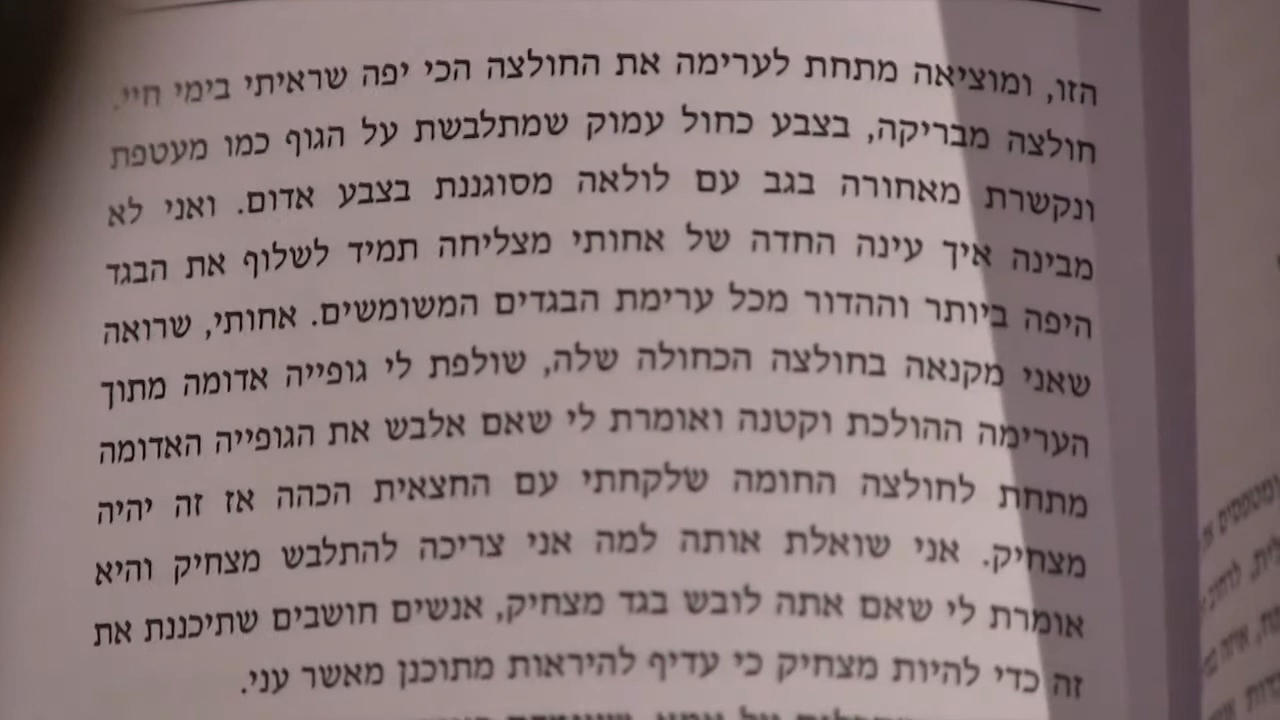 הזו, ומוציאה מתחת לערימה את החולצה הכי יפה שראיתי בימי חיי.
חולצה מבריקה, בצבע כחול עמוק שמתלבשת על הגוף כמו מעטפת
ונקשרת מאחורה בגב עם לולאה מסוגננת בצבע אדום. ואני לא
מבינה איך עינה החדה של אחותי מצליחה תמיד לשלוף את הבגד
היפה ביותר וההדור מכל ערימת הבגדים המשומשים. אחותי, שרואה
שאני מקנאה בחולצה הכחולה שלה, שולפת לי גופייה אדומה מתוך
הערימה ההולכת וקטנה ואומרת לי שאם אלבש את הגופייה האדומה
מתחת לחולצה החומה שלקחתי עם החצאית הכהה אז זה יהיה
מצחיק. אני שואלת אותה למה אני צריכה להתלבש מצחיק והיא
אומרת לי שאם אתה לובש בגד מצחיק, אנשים חושבים שתיכננת את
זה כדי להיות מצחיק כי עדיף להיראות מתוכנן מאשר עני.